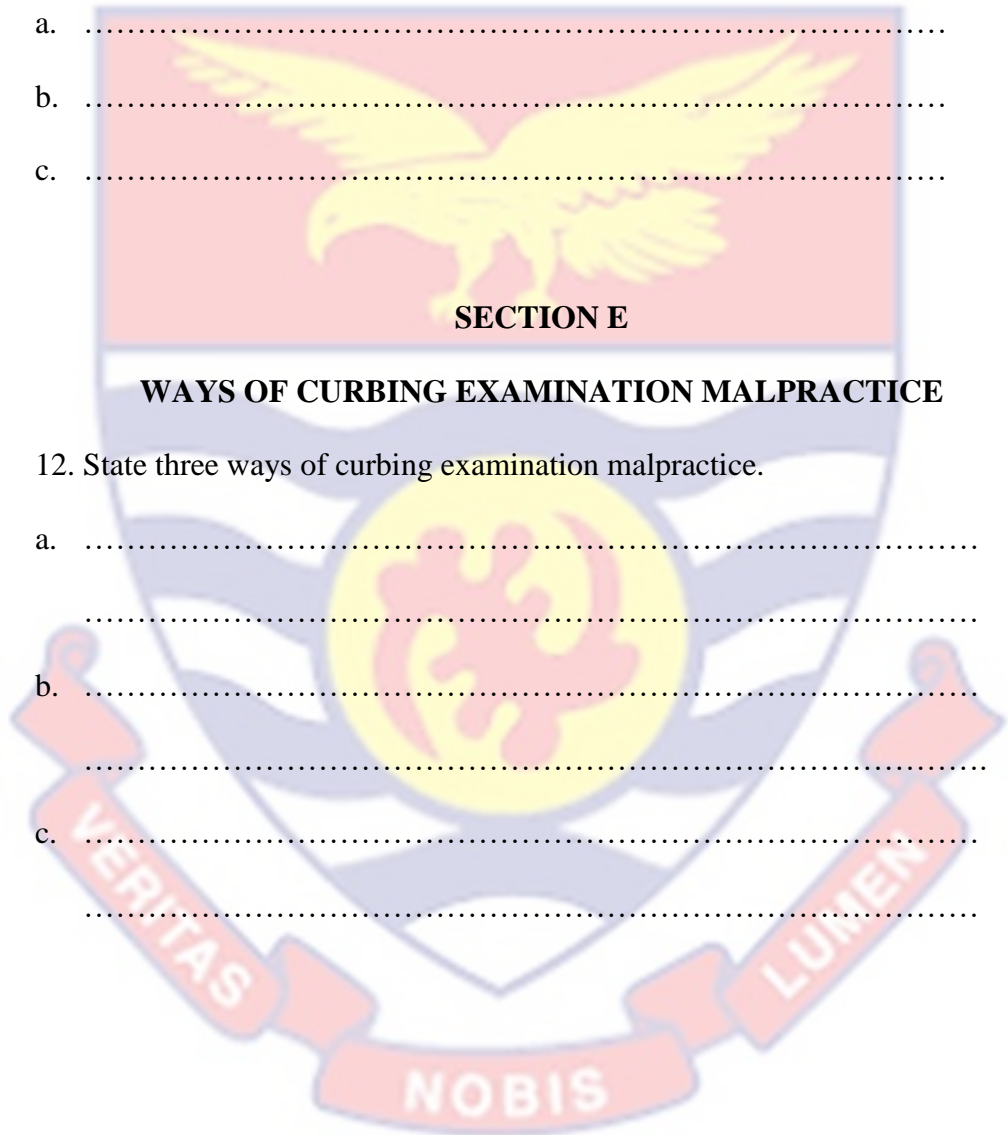 a. ……………………………………………………………………………
b. ……………………………………………………………………………
c. ……………………………………………………………………………
SECTION E
WAYS OF CURBING EXAMINATION MALPRACTICE
12. State three ways of curbing examination malpractice.
a. ………………………………………………………………………………
………………………………………………………………………………
b. ………………………………………………………………………………
……………………………………………………………………………….
c. ………………………………………………………………………………
………………………………………………………………………………
VERITAS
NOBIS
LUMEN